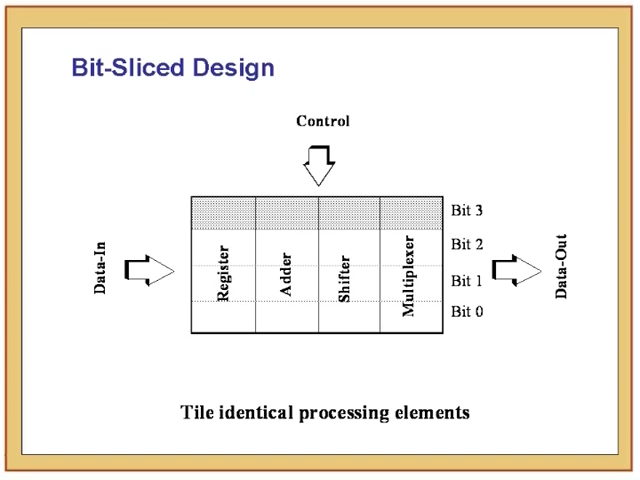 Bit-Sliced Design
Control
Bit 3
Bit 2
Bit 1
Bit 0
Data-In
Register
Adder
Shifter
Multiplexer
Data-Out
Tile identical processing elements